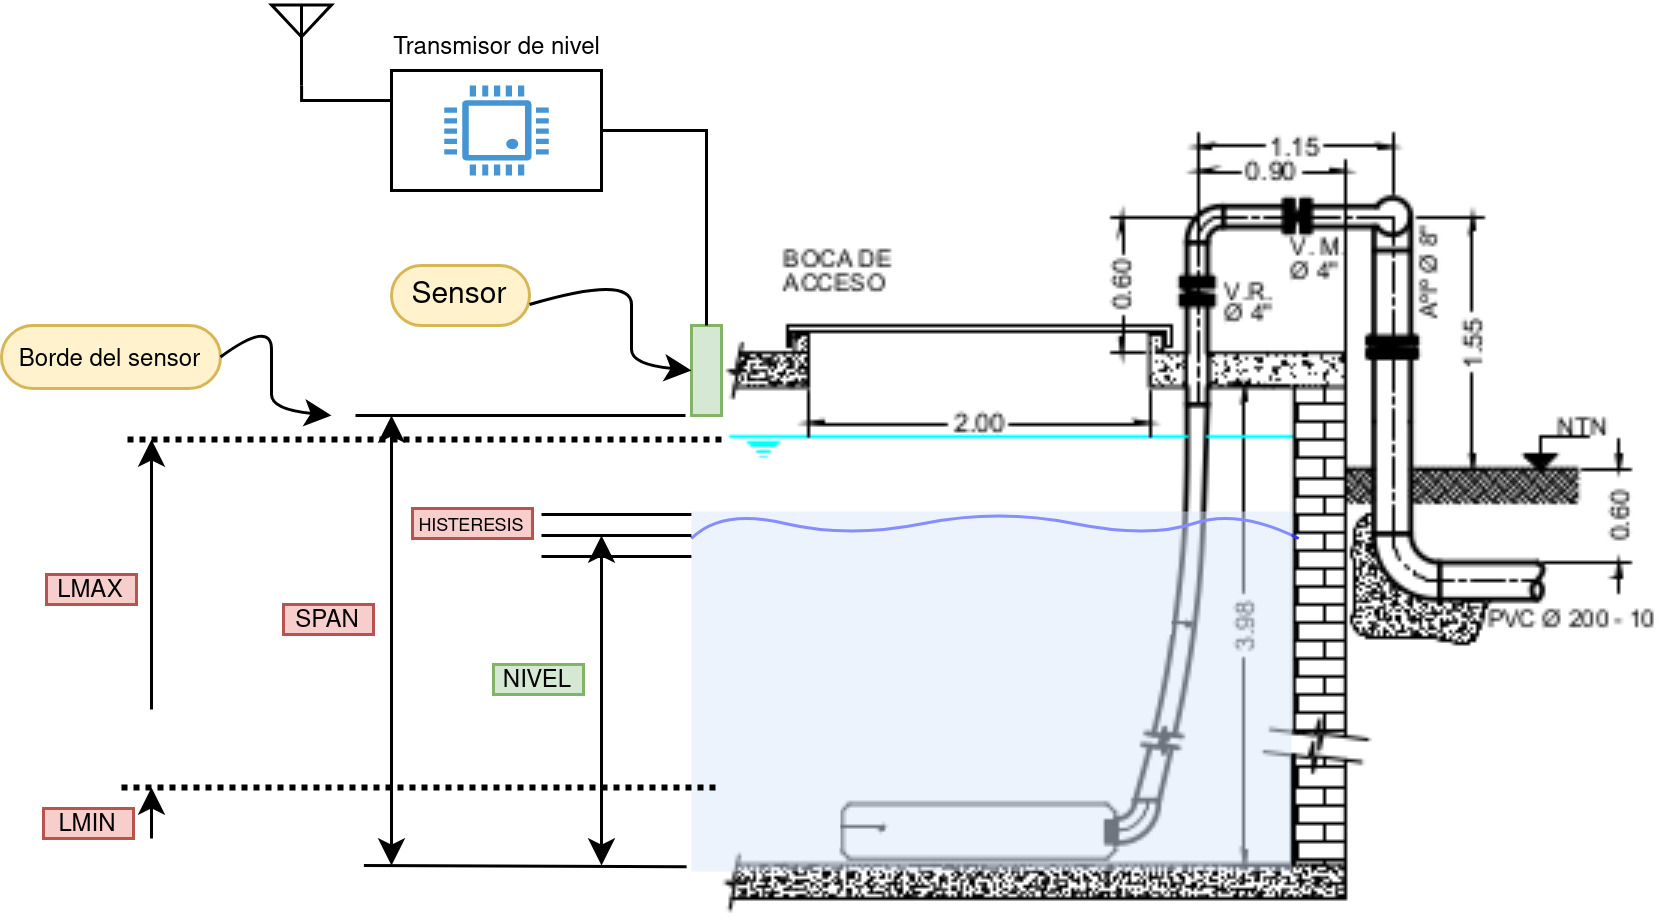 Transmisor de nivel
1.15
0.90
BOCA DE
ACCESO
V. M.
Ø 4"
0.60
V.R.
Ø 4"
Ø 8"
1.55
Sensor
Borde del sensor
2.00
NTN
0.60
HISTERESIS
LMAX
SPAN
3.98
PVC Ø 200 - 10
NIVEL
LMIN